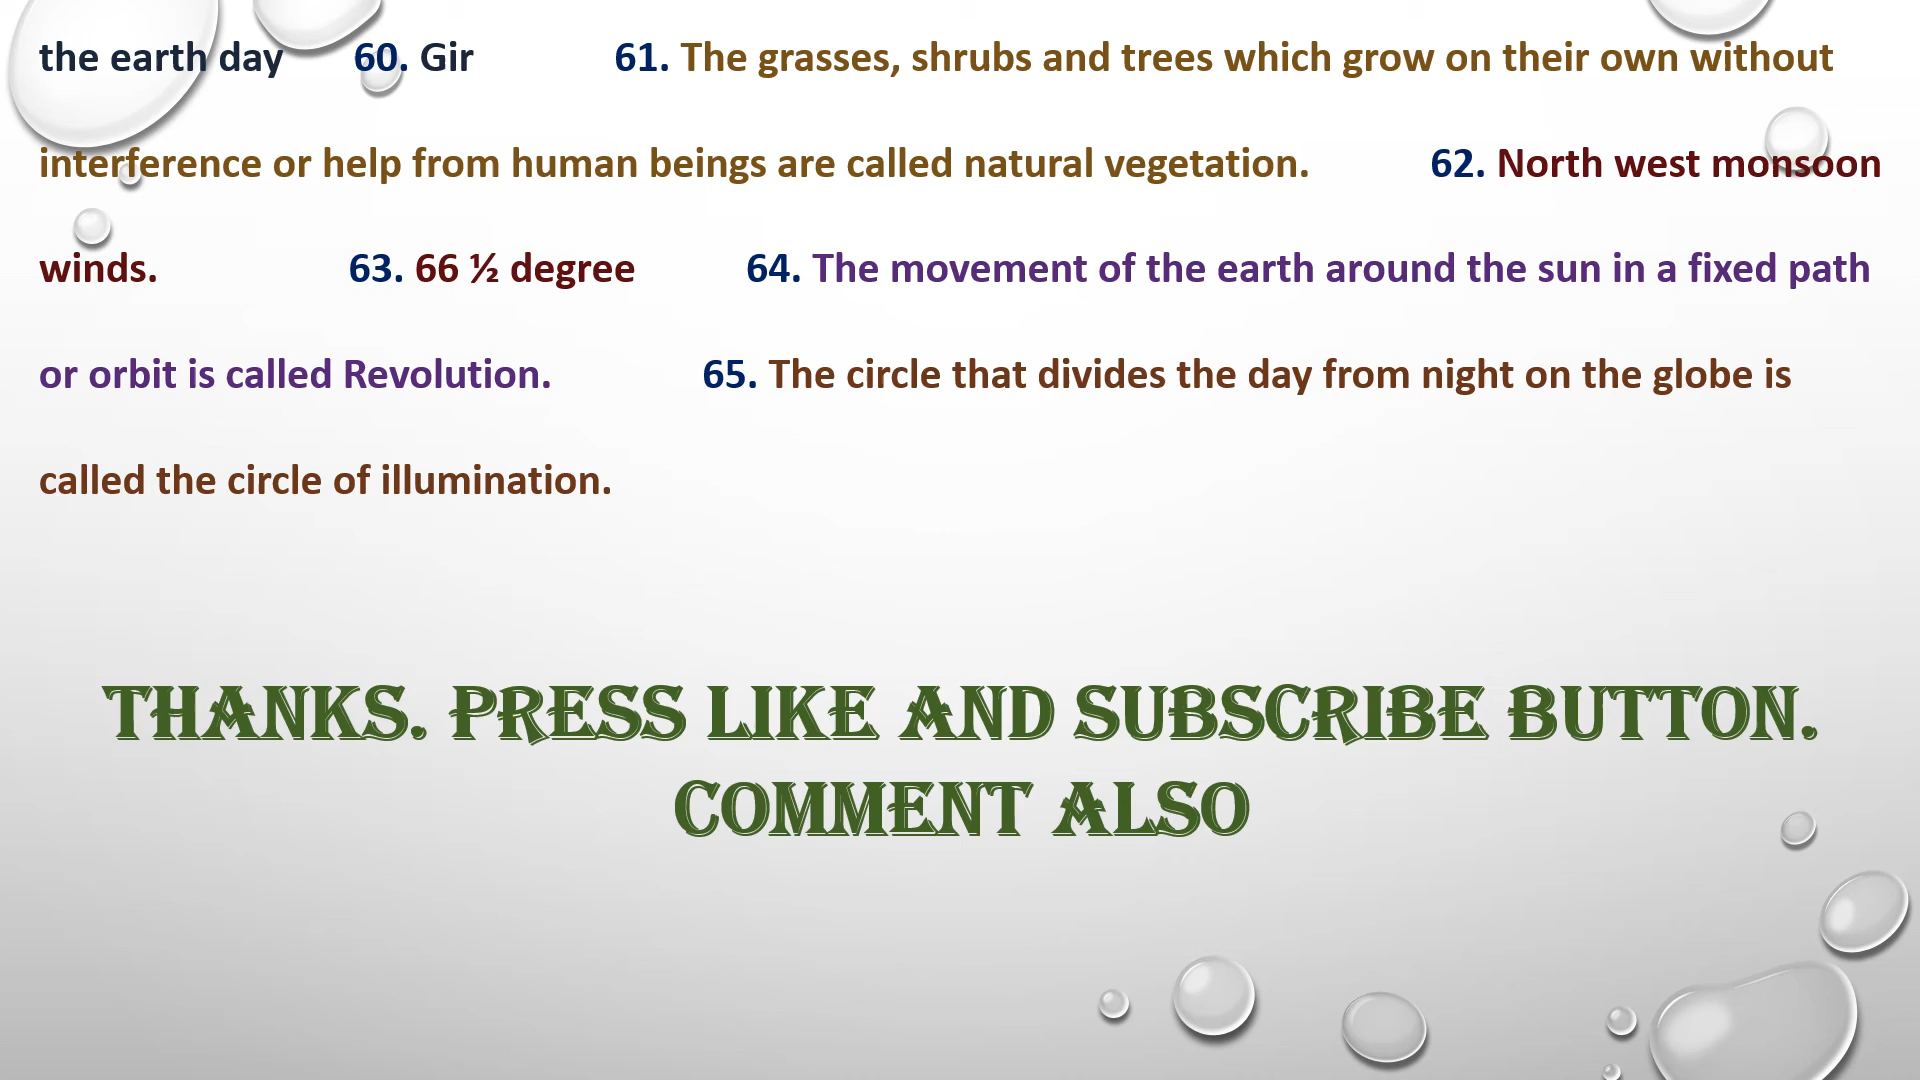 the earth day 60. Gir 61. The grasses, shrubs and trees which grow on their own without
interference or help from human beings are called natural vegetation. 62. North west monsoon
winds. 63. 66 ½ degree 64. The movement of the earth around the sun in a fixed path
or orbit is called Revolution. 65. The circle that divides the day from night on the globe is
called the circle of illumination.
THANKS. PRESS LIKE AND SUBSCRIBE BUTTON.
COMMENT ALSO